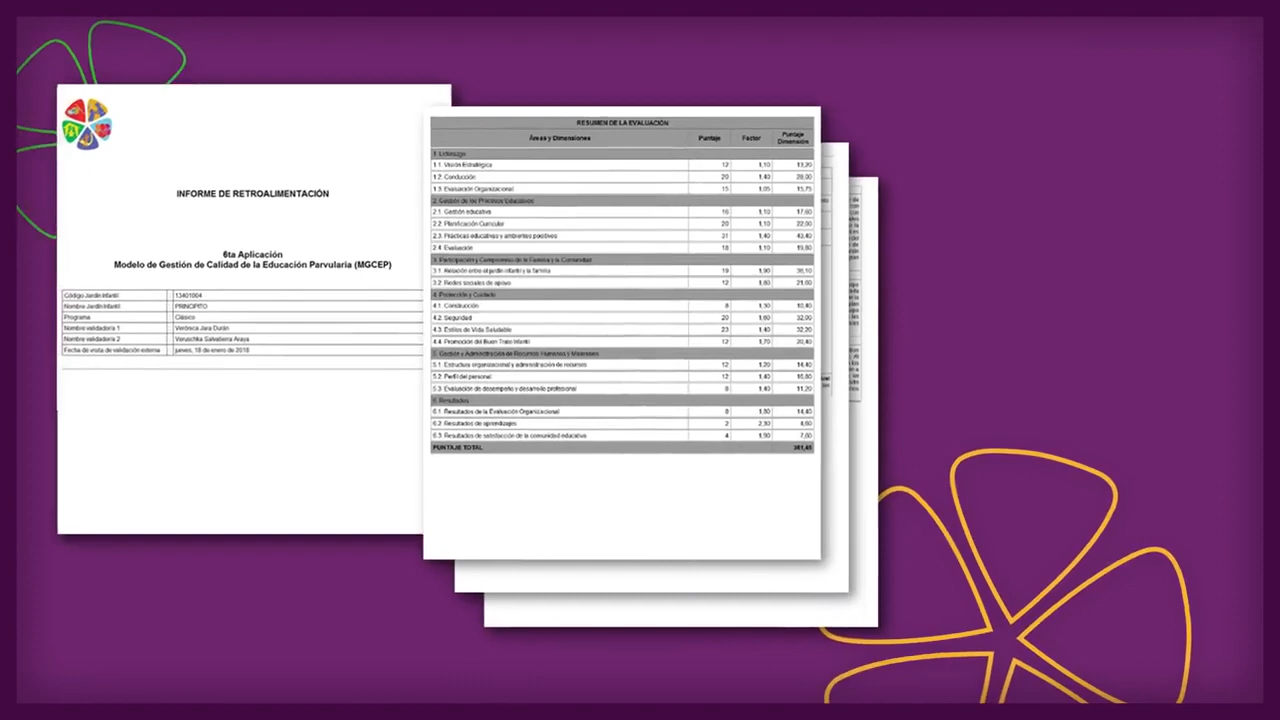 INFORME DE RETROALIMENTACIÓN
6ta Aplicación
Modelo de Gestión de Calidad de la Educación Parvularia (MGCEP)
Código Jardín Infantil : 13401004
Nombre Jardín Infantil : PRINCIPITO
Programa : Clásico
Nombre validador/a 1 : Verónica Jara Durán
Nombre validador/a 2 : Veruschka Salvatierra Araya
Fecha de visita de validación externa : jueves, 18 de enero de 2018
RESUMEN DE LA EVALUACIÓN
Áreas y Dimensiones Puntaje Factor Puntaje Dimensión
1. Liderazgo
1.1. Visión Estratégica 12 1,10 13,20
1.2. Conducción 20 1,40 28,00
1.3. Evaluación Organizacional 15 1,05 15,75
2. Gestión de los Procesos Educativos
2.1. Gestión educativa 16 1,10 17,60
2.2. Planificación Curricular 20 1,10 22,00
2.3. Prácticas educativas y ambientes positivos 31 1,40 43,40
2.4. Evaluación 18 1,10 19,80
3. Participación y Compromiso de la Familia y la Comunidad
3.1. Relación entre el jardín infantil y la familia 19 1,90 36,10
3.2. Redes sociales de apoyo 12 1,80 21,60
4. Protección y Cuidado
4.1. Construcción 8 1,30 10,40
4.2. Seguridad 20 1,60 32,00
4.3. Estilos de Vida Saludable 23 1,40 32,20
4.4. Promoción del Buen Trato Infantil 12 1,70 20,40
5. Gestión y Administración de Recursos Humanos y Materiales
5.1. Estructura organizacional y administración de recursos 12 1,20 14,40
5.2. Perfil del personal 12 1,40 16,80
5.3. Evaluación de desempeño y desarrollo profesional 8 1,40 11,20
6. Resultados
6.1. Resultados de la Evaluación Organizacional 8 1,80 14,40
6.2. Resultados de aprendizajes 2 2,30 4,60
6.3. Resultados de satisfacción de la comunidad educativa 4 1,90 7,60
PUNTAJE TOTAL 381,45